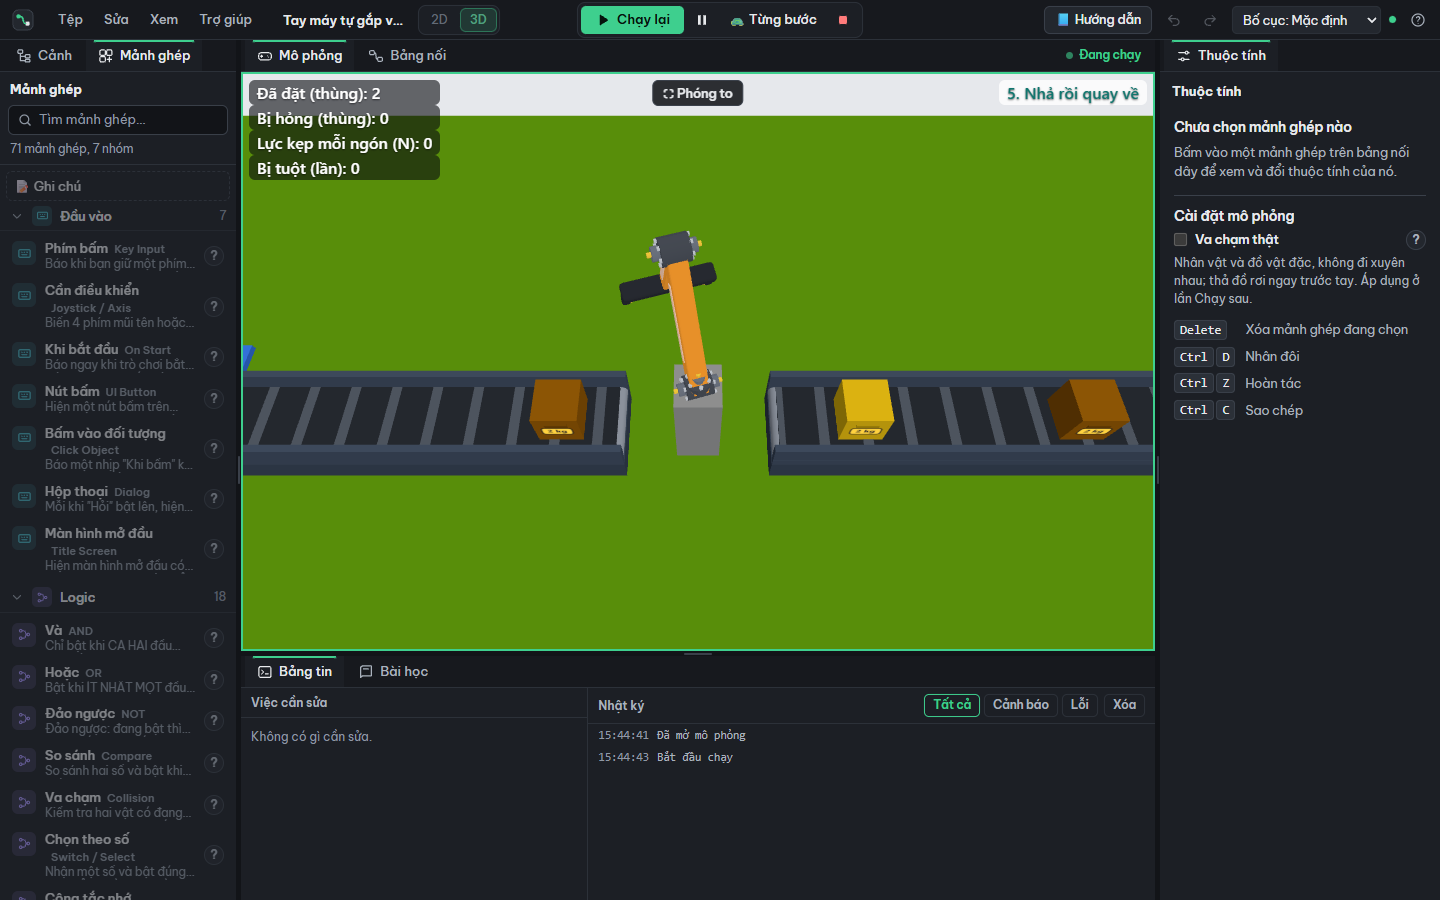 Tệp
Sửa
Xem
Trợ giúp
Tay máy tự gắp v...
2D
3D
Chạy lại
Từng bước
Hướng dẫn
Bố cục: Mặc định
Cảnh
Mảnh ghép
Mô phỏng
Bảng nối
Đang chạy
Thuộc tính
Mảnh ghép
Tìm mảnh ghép...
71 mảnh ghép, 7 nhóm
Ghi chú
Đầu vào
7
Phím bấm Key Input
Báo khi bạn giữ một phím...
Cần điều khiển
Joystick / Axis
Biến 4 phím mũi tên hoặc...
Khi bắt đầu On Start
Báo ngay khi trò chơi bắt...
Nút bấm UI Button
Hiện một nút bấm trên...
Bấm vào đối tượng
Click Object
Báo một nhịp "Khi bấm" k...
Hộp thoại Dialog
Mỗi khi "Hỏi" bật lên, hiện...
Màn hình mở đầu
Title Screen
Hiện màn hình mở đầu có...
Logic
18
Và AND
Chỉ bật khi CẢ HAI đầu...
Hoặc OR
Bật khi ÍT NHẤT MỘT đầu...
Đảo ngược NOT
Đảo ngược: đang bật thì...
So sánh Compare
So sánh hai số và bật khi...
Va chạm Collision
Kiểm tra hai vật có đang...
Chọn theo số
Switch / Select
Nhận một số và bật đúng...
Công tắc nhớ
Đã đặt (thùng): 2
Bị hỏng (thùng): 0
Lực kẹp mỗi ngón (N): 0
Bị tuột (lần): 0
Phóng to
5. Nhả rồi quay về
2 kg
2 kg
2 kg
Bảng tin
Bài học
Việc cần sửa
Không có gì cần sửa.
Nhật ký
Tất cả
Cảnh báo
Lỗi
Xóa
15:44:41 Đã mở mô phỏng
15:44:43 Bắt đầu chạy
Thuộc tính
Chưa chọn mảnh ghép nào
Bấm vào một mảnh ghép trên bảng nối
dây để xem và đổi thuộc tính của nó.
Cài đặt mô phỏng
Va chạm thật
?
Nhân vật và đồ vật đặc, không đi xuyên
nhau; thả đồ rơi ngay trước tay. Áp dụng ở
lần Chạy sau.
Delete Xóa mảnh ghép đang chọn
Ctrl D Nhân đôi
Ctrl Z Hoàn tác
Ctrl C Sao chép